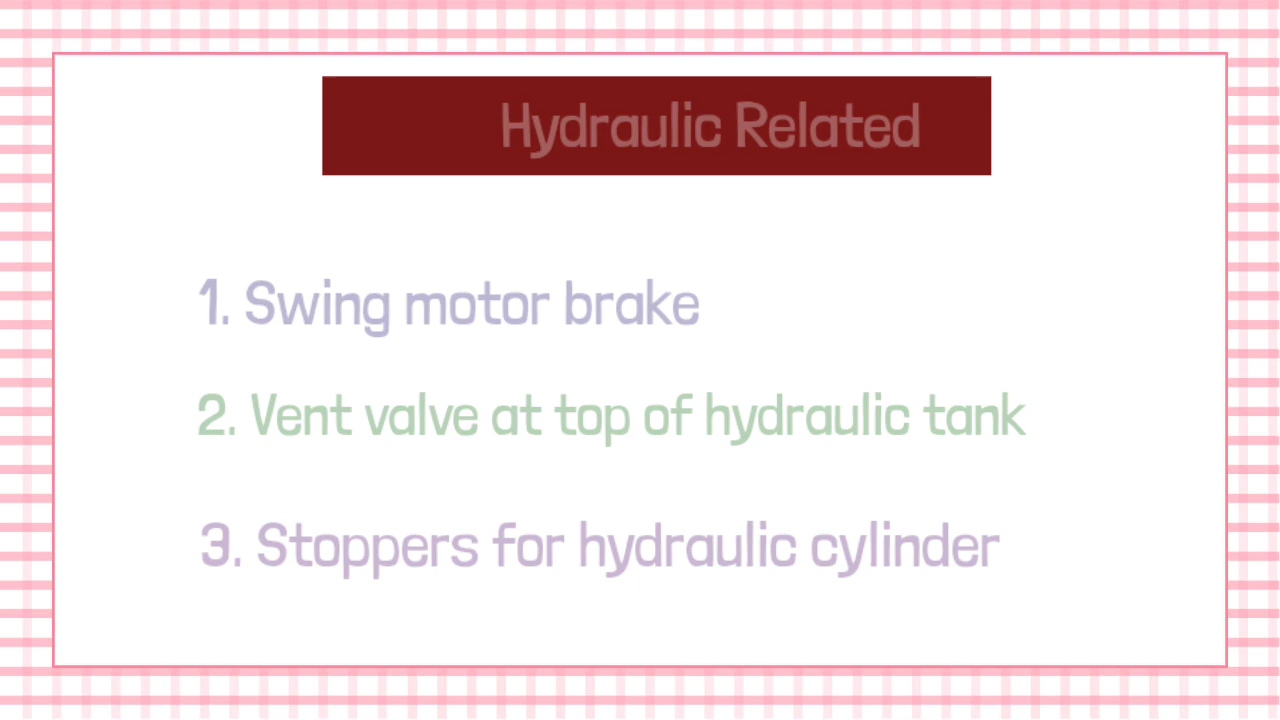 Hydraulic Related
1. Swing motor brake
2. Vent valve at top of hydraulic tank
3. Stoppers for hydraulic cylinder